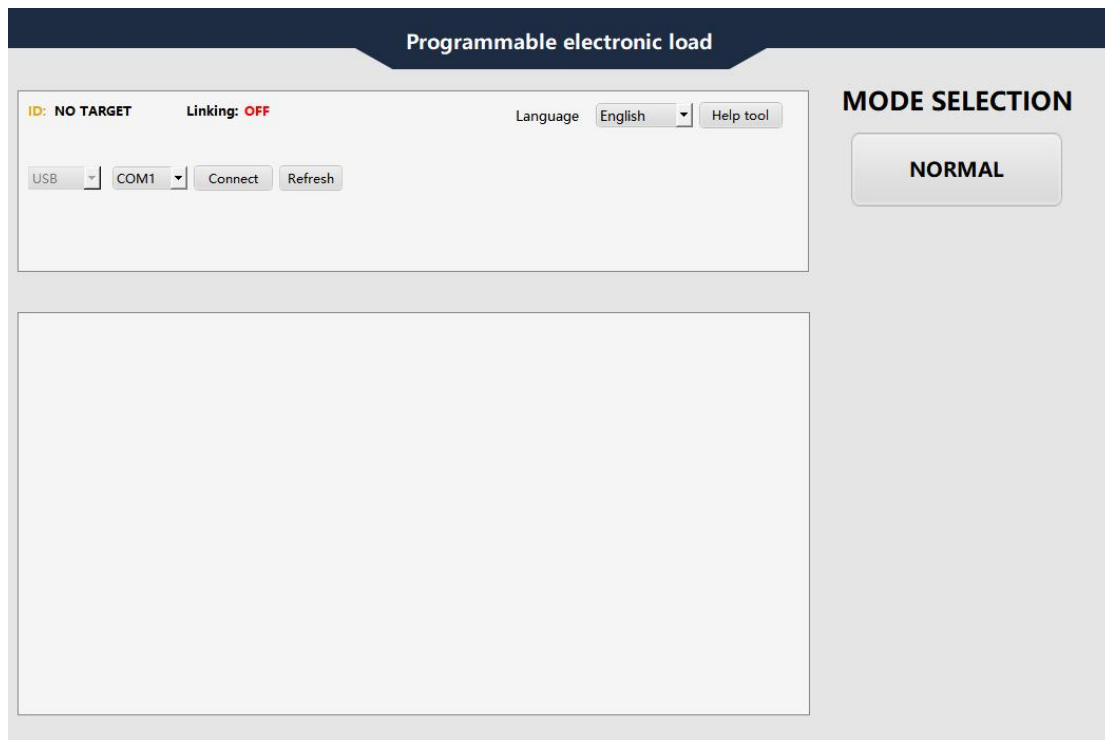 Programmable electronic load
ID: NO TARGET Linking: OFF Language English Help tool
USB COM1 Connect Refresh
MODE SELECTION
NORMAL